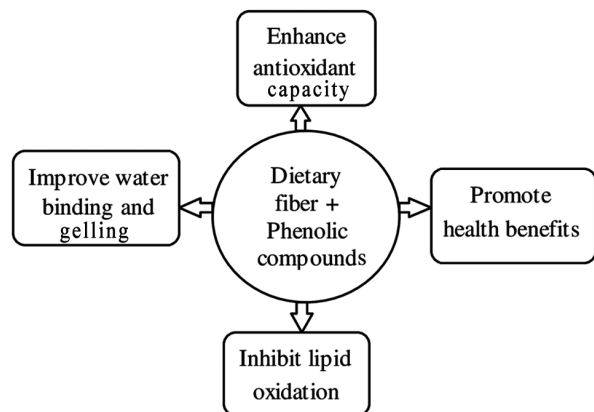 Enhance
antioxidant
capacity
Improve water
binding and
gelling
Dietary
fiber +
Phenolic
compounds
Promote
health benefits
Inhibit lipid
oxidation